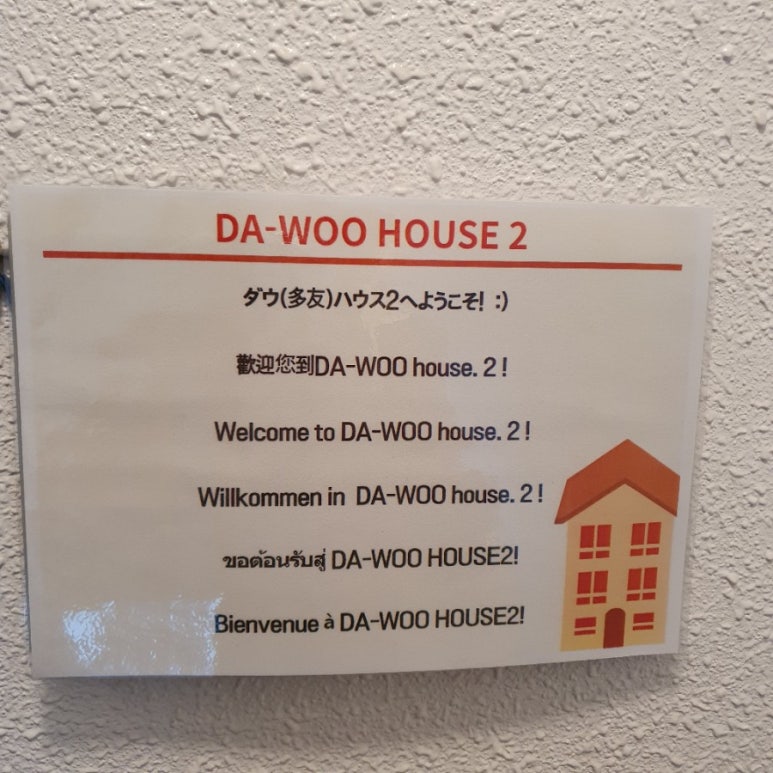 DA-WOO HOUSE 2
ダウ(多友)ハウス2へようこそ! :)
歡迎您到DA-WOO house. 2 !
Welcome to DA-WOO house. 2 !
Willkommen in DA-WOO house. 2 !
ขอต้อนรับสู่ DA-WOO HOUSE2!
Bienvenue à DA-WOO HOUSE2!